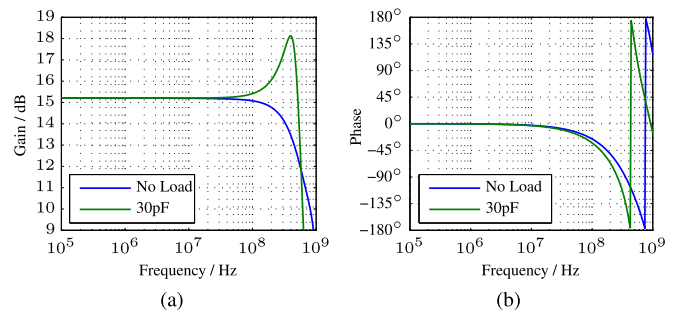 19
18
17
16
15
14
13
12
11
10
9
Gain / dB
No Load
30pF
10^5 10^6 10^7 10^8 10^9
Frequency / Hz
(a)
180°
135°
90°
45°
0°
−45°
−90°
−135°
−180°
Phase
No Load
30pF
10^5 10^6 10^7 10^8 10^9
Frequency / Hz
(b)